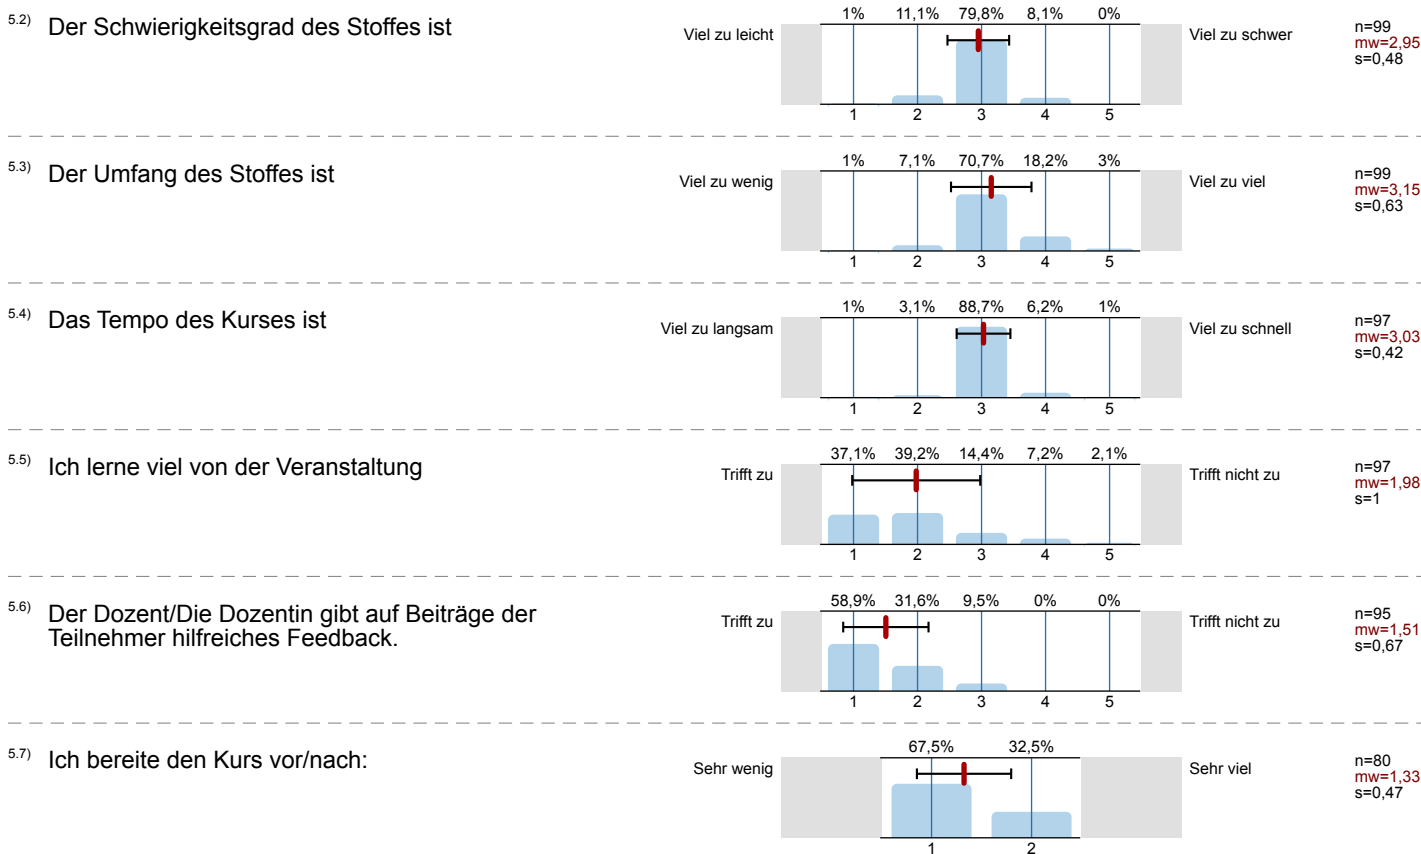 5.2) Der Schwierigkeitsgrad des Stoffes ist
1% 11,1% 79,8% 8,1% 0%
Viel zu leicht
Viel zu schwer
n=99
mw=2,95
s=0,48
1 2 3 4 5
5.3) Der Umfang des Stoffes ist
1% 7,1% 70,7% 18,2% 3%
Viel zu wenig
Viel zu viel
n=99
mw=3,15
s=0,63
1 2 3 4 5
5.4) Das Tempo des Kurses ist
1% 3,1% 88,7% 6,2% 1%
Viel zu langsam
Viel zu schnell
n=97
mw=3,03
s=0,42
1 2 3 4 5
5.5) Ich lerne viel von der Veranstaltung
37,1% 39,2% 14,4% 7,2% 2,1%
Trifft zu
Trifft nicht zu
n=97
mw=1,98
s=1
1 2 3 4 5
5.6) Der Dozent/Die Dozentin gibt auf Beiträge der
Teilnehmer hilfreiches Feedback.
58,9% 31,6% 9,5% 0% 0%
Trifft zu
Trifft nicht zu
n=95
mw=1,51
s=0,67
1 2 3 4 5
5.7) Ich bereite den Kurs vor/nach:
67,5% 32,5%
Sehr wenig
Sehr viel
n=80
mw=1,33
s=0,47
1 2